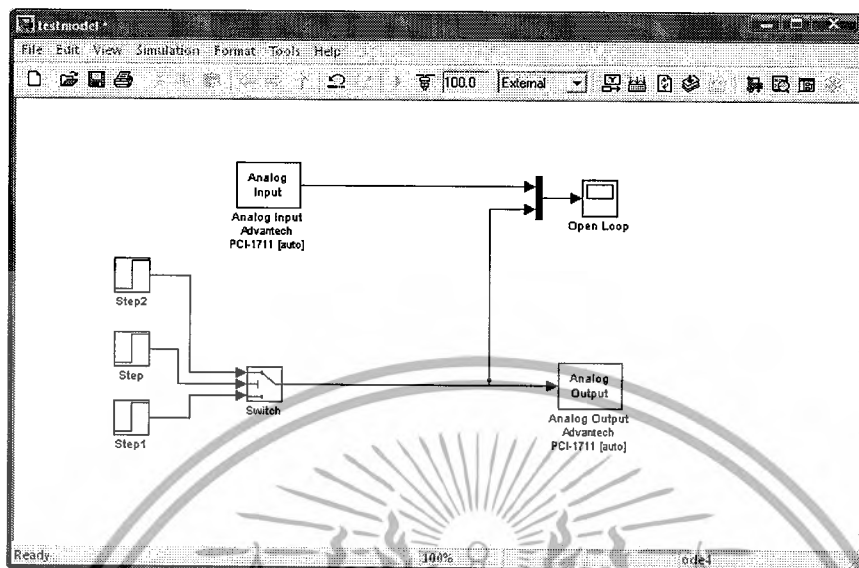 testmodel *
File Edit View Simulation Format Tools Help
100.0 External
Analog
Input
Analog Input
Advantech
PCI-1711 [auto]
Open Loop
Step2
Step
Switch
Step1
Analog
Output
Analog Output
Advantech
PCI-1711 [auto]
Ready
100%
ode4